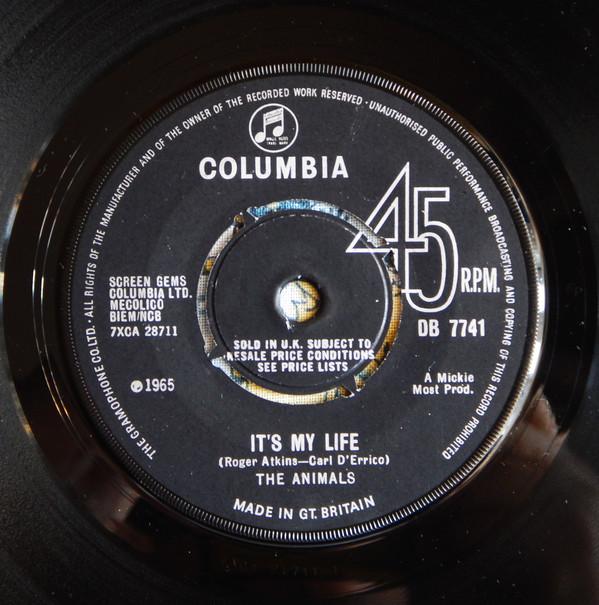 THE GRAMOPHONE CO. LTD. · ALL RIGHTS OF THE MANUFACTURER AND OF THE OWNER OF THE RECORDED WORK RESERVED · UNAUTHORISED PUBLIC PERFORMANCE BROADCASTING AND COPYING OF THIS RECORD PROHIBITED
COLUMBIA
45 R.P.M.
SCREEN GEMS
COLUMBIA LTD.
MECOLICO
BIEM/NCB
7XCA 28711
DB 7741
SOLD IN U.K. SUBJECT TO
RESALE PRICE CONDITIONS
SEE PRICE LISTS
℗1965
A Mickie
Most Prod.
IT'S MY LIFE
(Roger Atkins—Carl D'Errico)
THE ANIMALS
MADE IN GT. BRITAIN